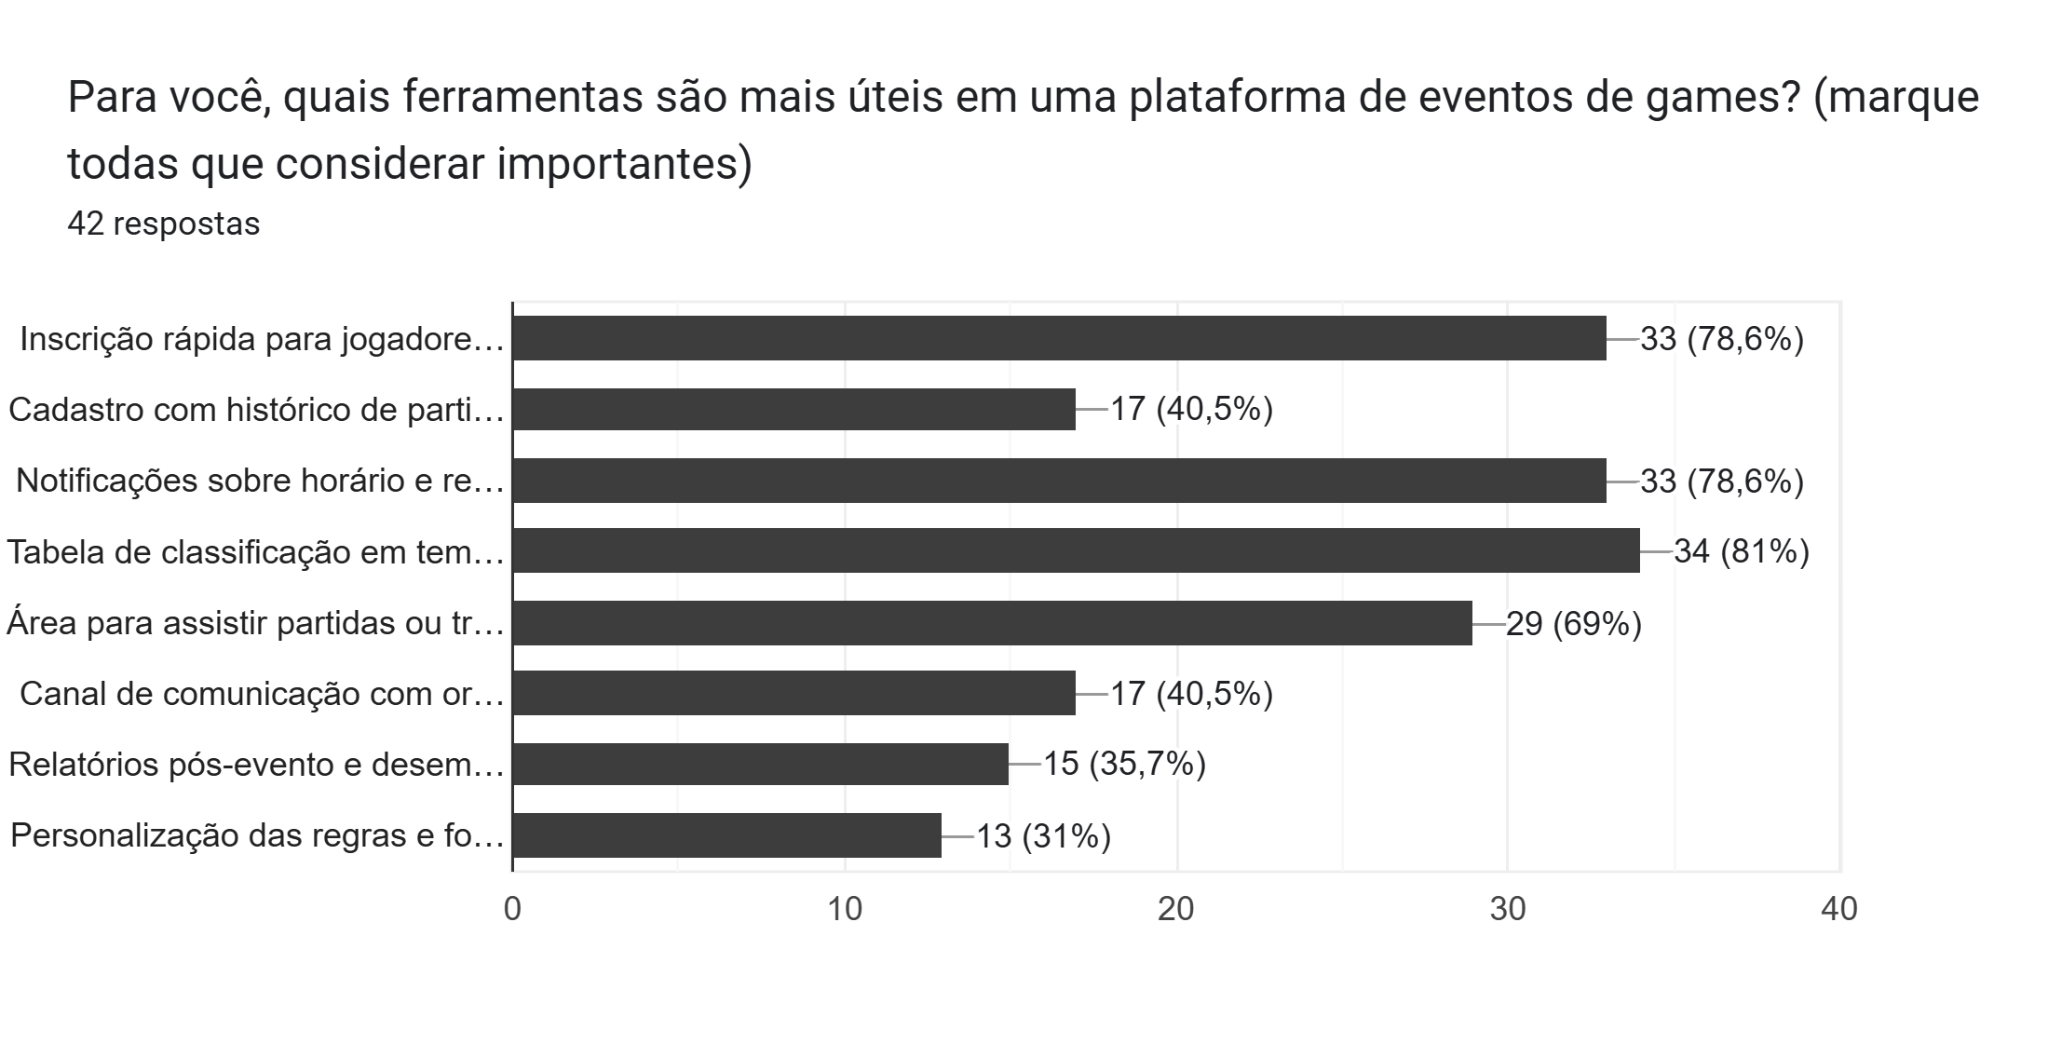 Para você, quais ferramentas são mais úteis em uma plataforma de eventos de games? (marque
todas que considerar importantes)
42 respostas
Inscrição rápida para jogadore… 33 (78,6%)
Cadastro com histórico de parti… 17 (40,5%)
Notificações sobre horário e re… 33 (78,6%)
Tabela de classificação em tem… 34 (81%)
Área para assistir partidas ou tr… 29 (69%)
Canal de comunicação com or… 17 (40,5%)
Relatórios pós-evento e desem… 15 (35,7%)
Personalização das regras e fo… 13 (31%)
0 10 20 30 40